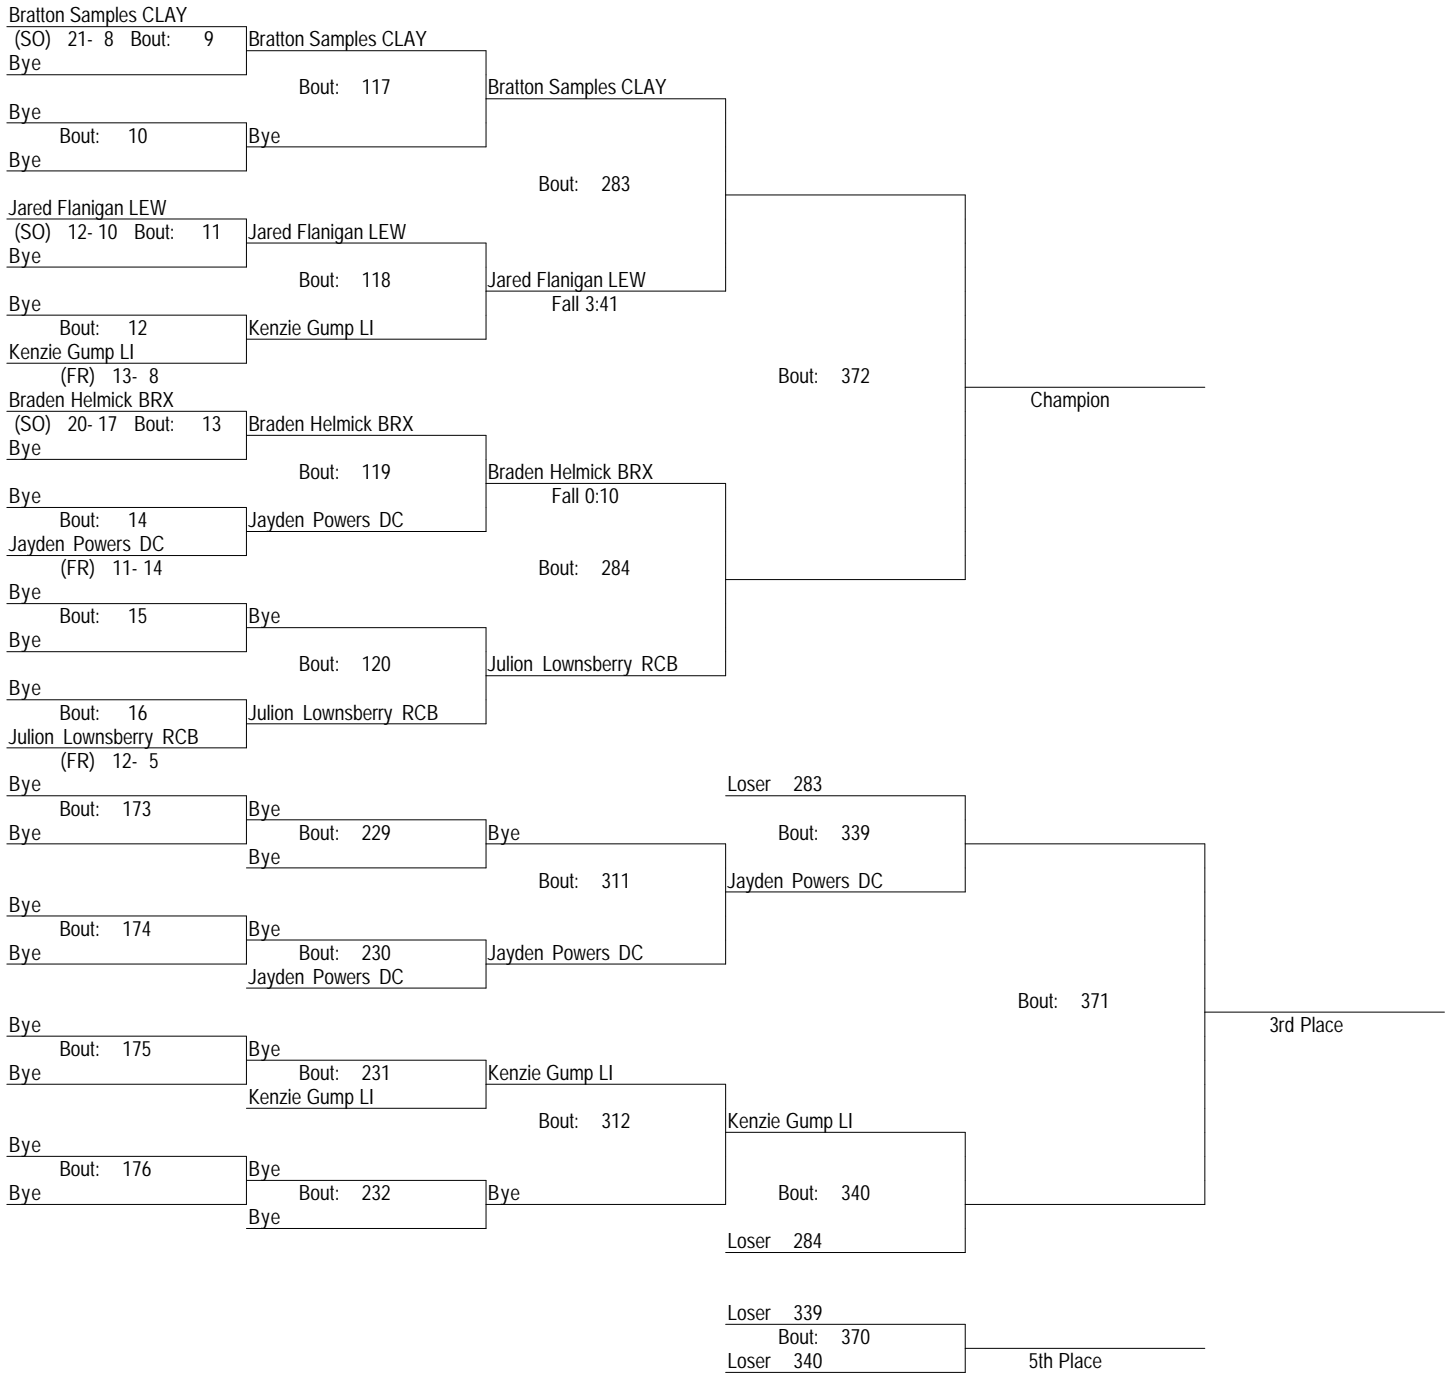 Bratton Samples CLAY
(SO) 21- 8 Bout: 9 Bratton Samples CLAY
Bye
Bout: 117 Bratton Samples CLAY
Bye
Bout: 10 Bye
Bye
Bout: 283
Jared Flanigan LEW
(SO) 12- 10 Bout: 11 Jared Flanigan LEW
Bye
Bout: 118 Jared Flanigan LEW
Bye Fall 3:41
Bout: 12 Kenzie Gump LI
Kenzie Gump LI
(FR) 13- 8 Bout: 372
Braden Helmick BRX Champion
(SO) 20- 17 Bout: 13 Braden Helmick BRX
Bye
Bout: 119 Braden Helmick BRX
Bye Fall 0:10
Bout: 14 Jayden Powers DC
Jayden Powers DC
(FR) 11- 14 Bout: 284
Bye
Bout: 15 Bye
Bye
Bout: 120 Julion Lownsberry RCB
Bye
Bout: 16 Julion Lownsberry RCB
Julion Lownsberry RCB
(FR) 12- 5
Bye Loser 283
Bout: 173 Bye
Bye Bout: 229 Bye Bout: 339
Bye
Bout: 311 Jayden Powers DC
Bye
Bout: 174 Bye
Bye Bout: 230 Jayden Powers DC
Jayden Powers DC
Bout: 371
Bye 3rd Place
Bout: 175 Bye
Bye Bout: 231 Kenzie Gump LI
Kenzie Gump LI
Bout: 312 Kenzie Gump LI
Bye
Bout: 176 Bye
Bye Bout: 232 Bye Bout: 340
Bye
Loser 284
Loser 339
Bout: 370
Loser 340 5th Place